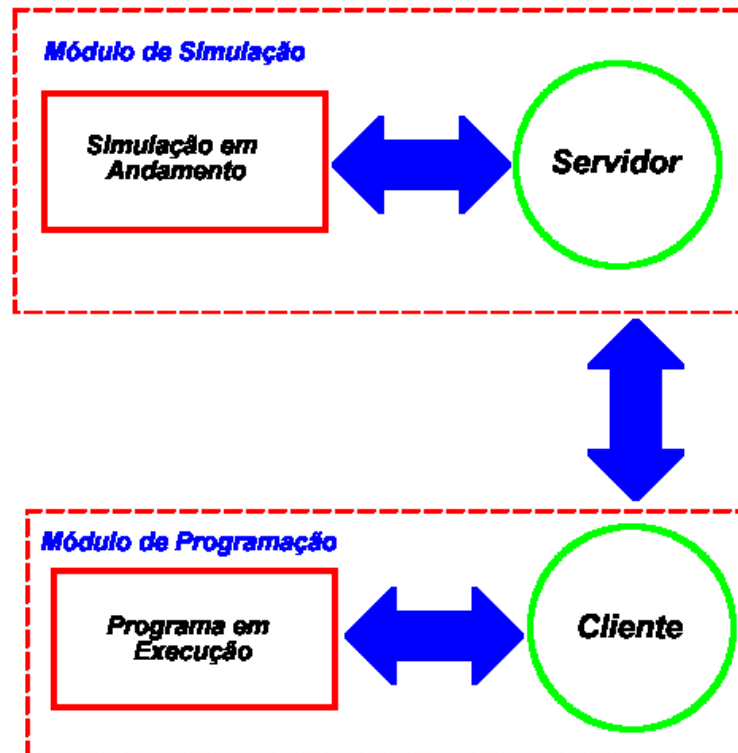 Módulo de Simulação
Simulação em
Andamento
Servidor
Módulo de Programação
Programa em
Execução
Cliente